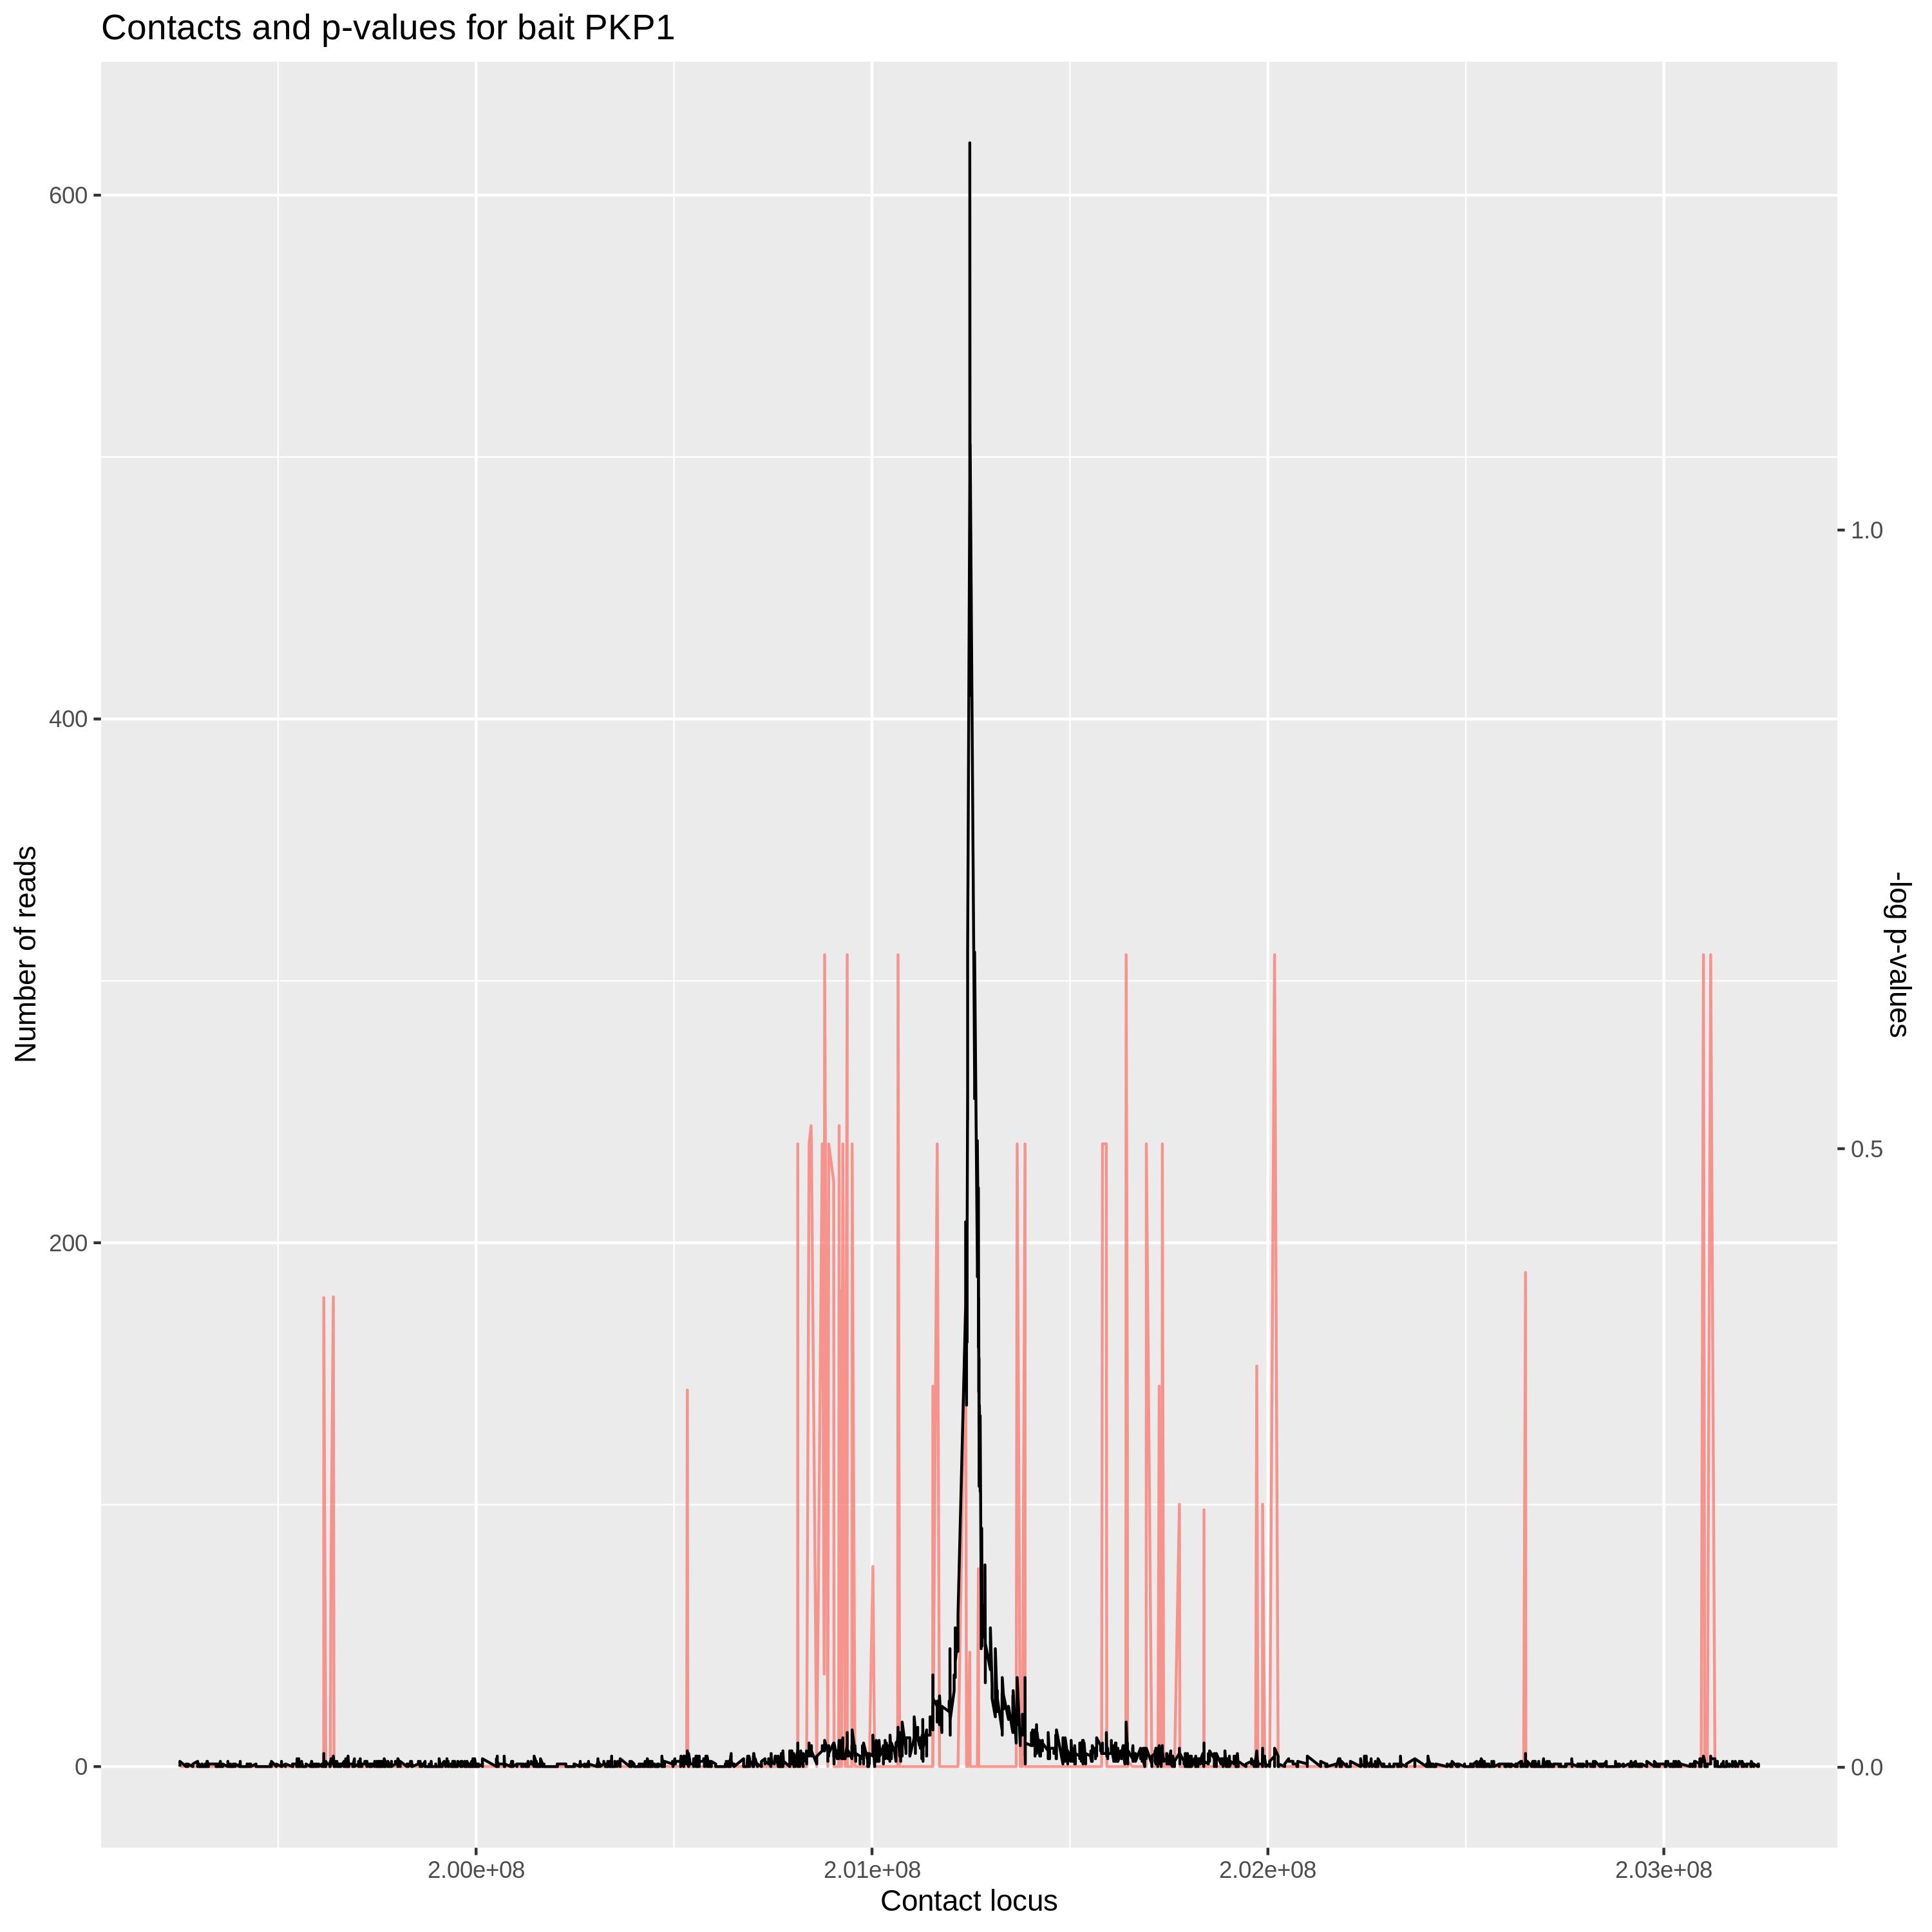 Contacts and p-values for bait PKP1
Number of reads
600
400
200
0
1.0
0.5
0.0
-log p-values
2.00e+08
2.01e+08
2.02e+08
2.03e+08
Contact locus